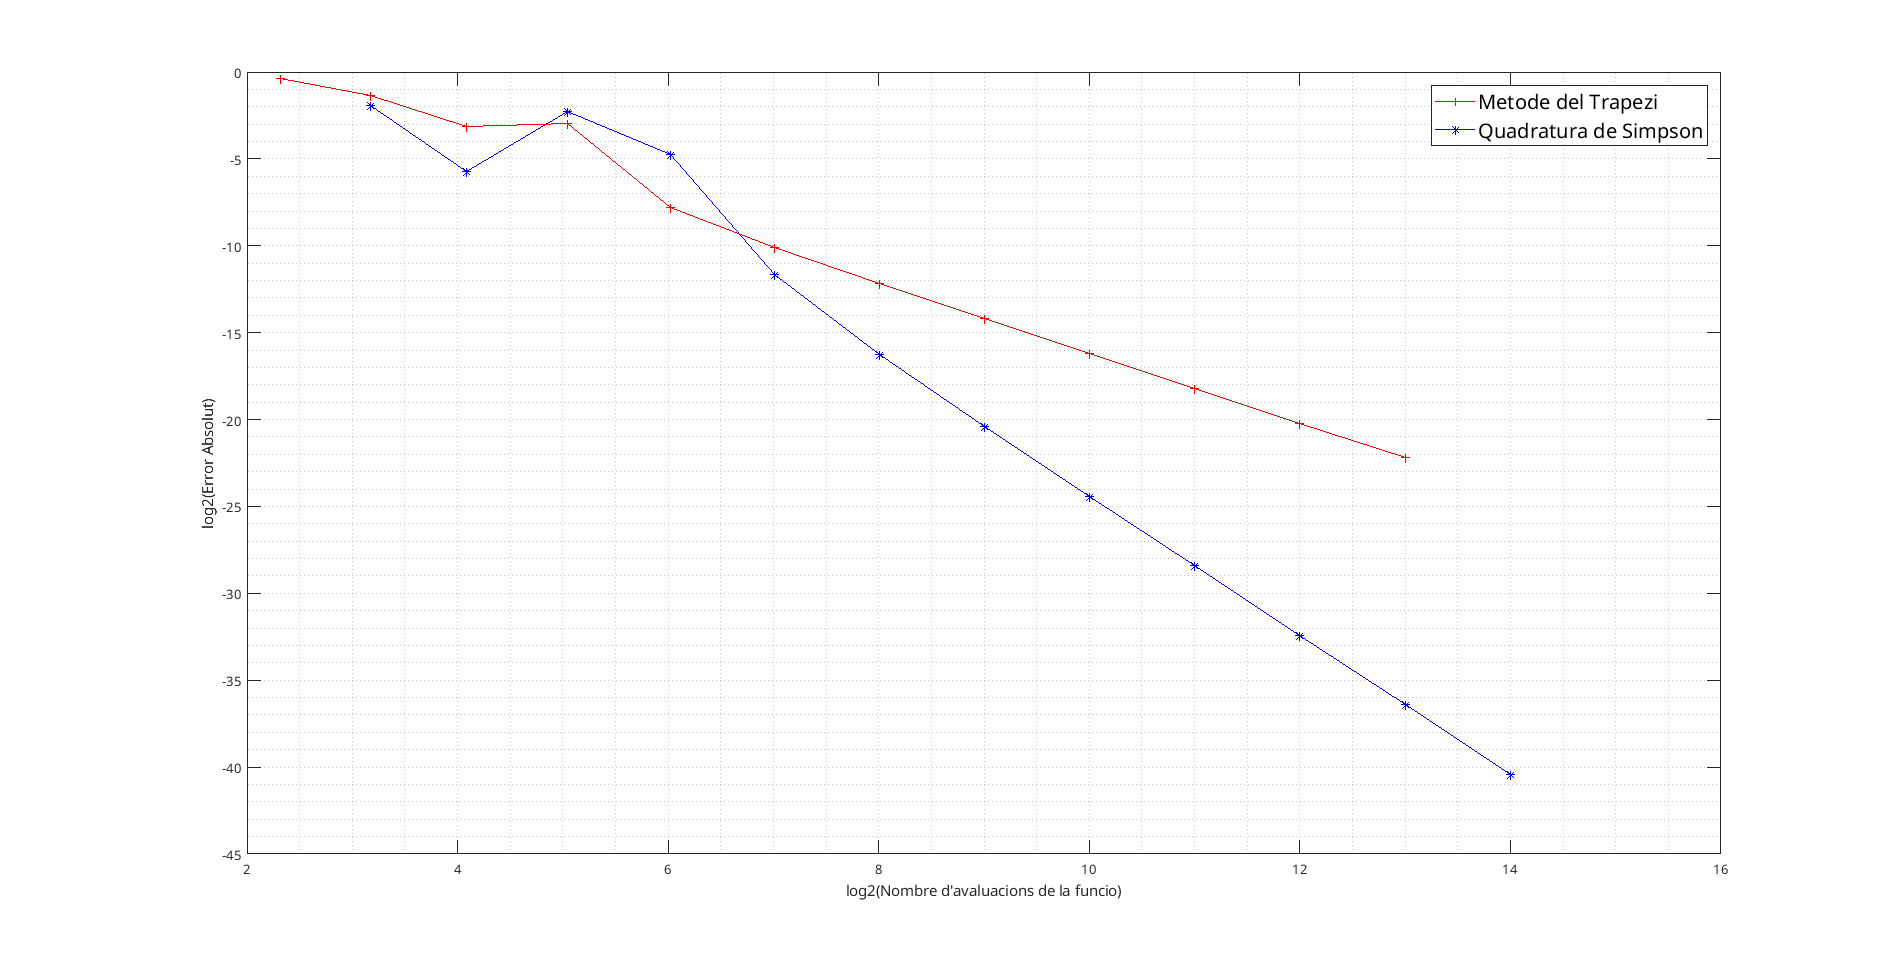 Metode del Trapezi
Quadratura de Simpson
0
-5
-10
-15
-20
-25
-30
-35
-40
-45
log2(Error Absolut)
2 4 6 8 10 12 14 16
log2(Nombre d'avaluacions de la funcio)